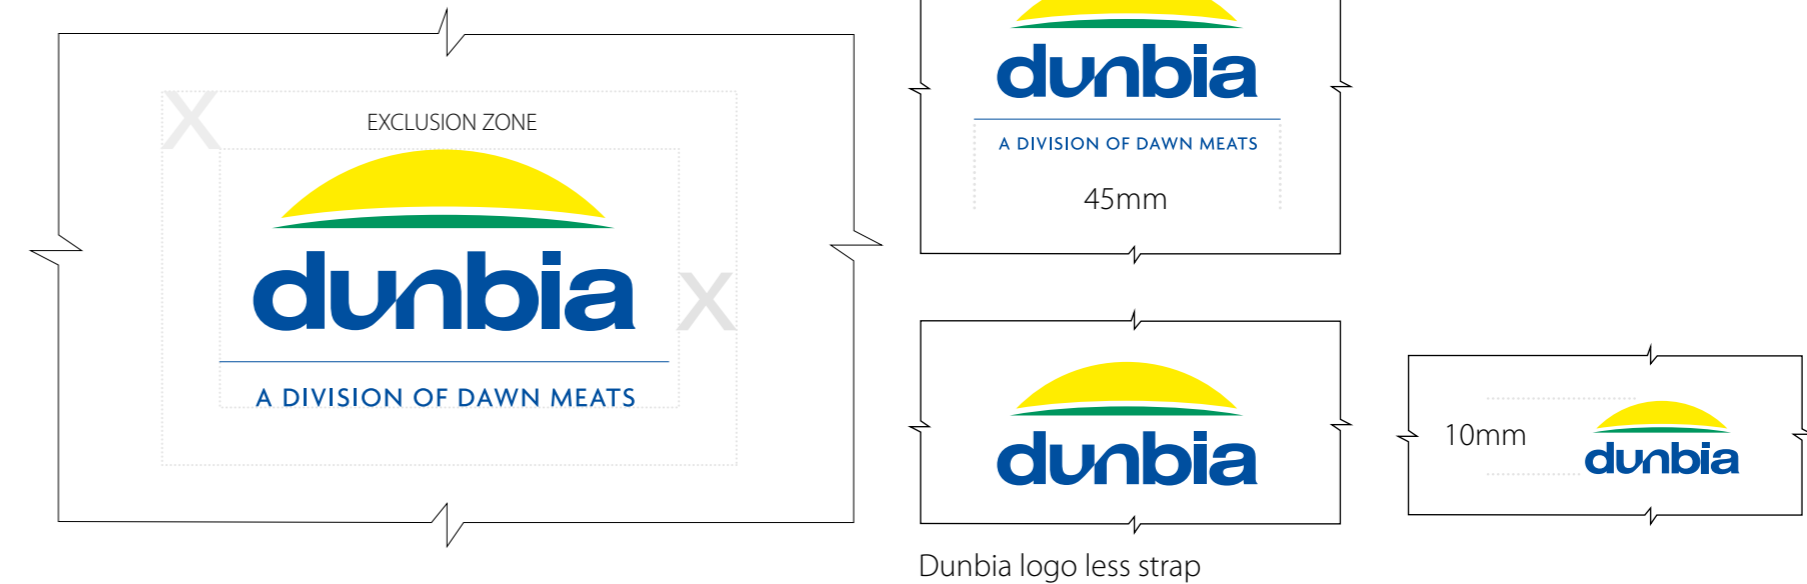 X
EXCLUSION ZONE
dunbia
X
A DIVISION OF DAWN MEATS
dunbia
A DIVISION OF DAWN MEATS
45mm
dunbia
Dunbia logo less strap
10mm
dunbia